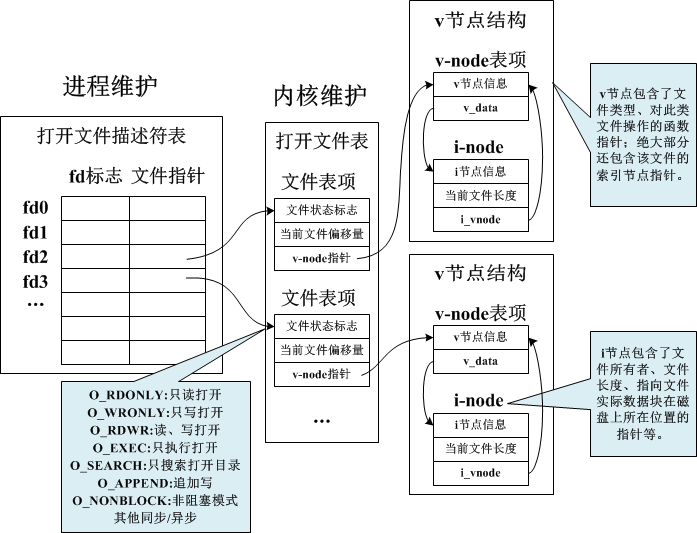 进程维护
打开文件描述符表
fd标志 文件指针
fd0
fd1
fd2
fd3
...
内核维护
打开文件表
文件表项
文件状态标志
当前文件偏移量
v-node指针
文件表项
文件状态标志
当前文件偏移量
v-node指针
...
O_RDONLY:只读打开
O_WRONLY:只写打开
O_RDWR:读、写打开
O_EXEC:只执行打开
O_SEARCH:只搜索打开目录
O_APPEND:追加写
O_NONBLOCK:非阻塞模式
其他同步/异步
v节点结构
v-node表项
v节点信息
v_data
i-node
i节点信息
当前文件长度
i_vnode
v节点结构
v-node表项
v节点信息
v_data
i-node
i节点信息
当前文件长度
i_vnode
v节点包含了
文件类型、对此类
文件操作的函数
指针；绝大部分
还包含该文件的
索引节点指针。
i节点包含了文件
所有者、文件
长度、指向文件
实际数据块在磁
盘上所在位置的
指针等。